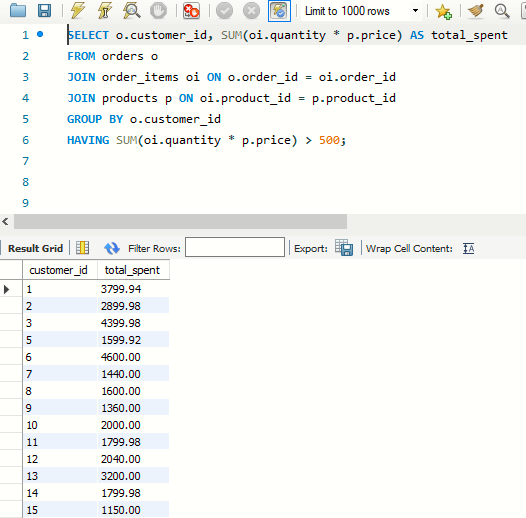 Limit to 1000 rows
1 SELECT o.customer_id, SUM(oi.quantity * p.price) AS total_spent
2 FROM orders o
3 JOIN order_items oi ON o.order_id = oi.order_id
4 JOIN products p ON oi.product_id = p.product_id
5 GROUP BY o.customer_id
6 HAVING SUM(oi.quantity * p.price) > 500;
7
8
9
Result Grid Filter Rows: Export: Wrap Cell Content: IA
customer_id total_spent
1 3799.94
2 2899.98
3 4399.98
5 1599.92
6 4600.00
7 1440.00
8 1600.00
9 1360.00
10 2000.00
11 1799.98
12 2040.00
13 3200.00
14 1799.98
15 1150.00